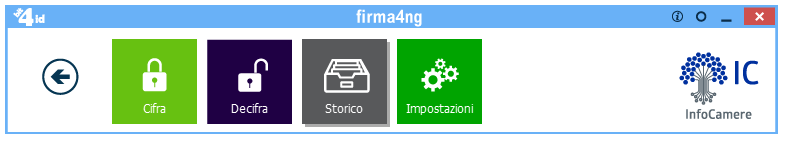 4id
firma4ng
Cifra
Decifra
Storico
Impostazioni
IC
InfoCamere